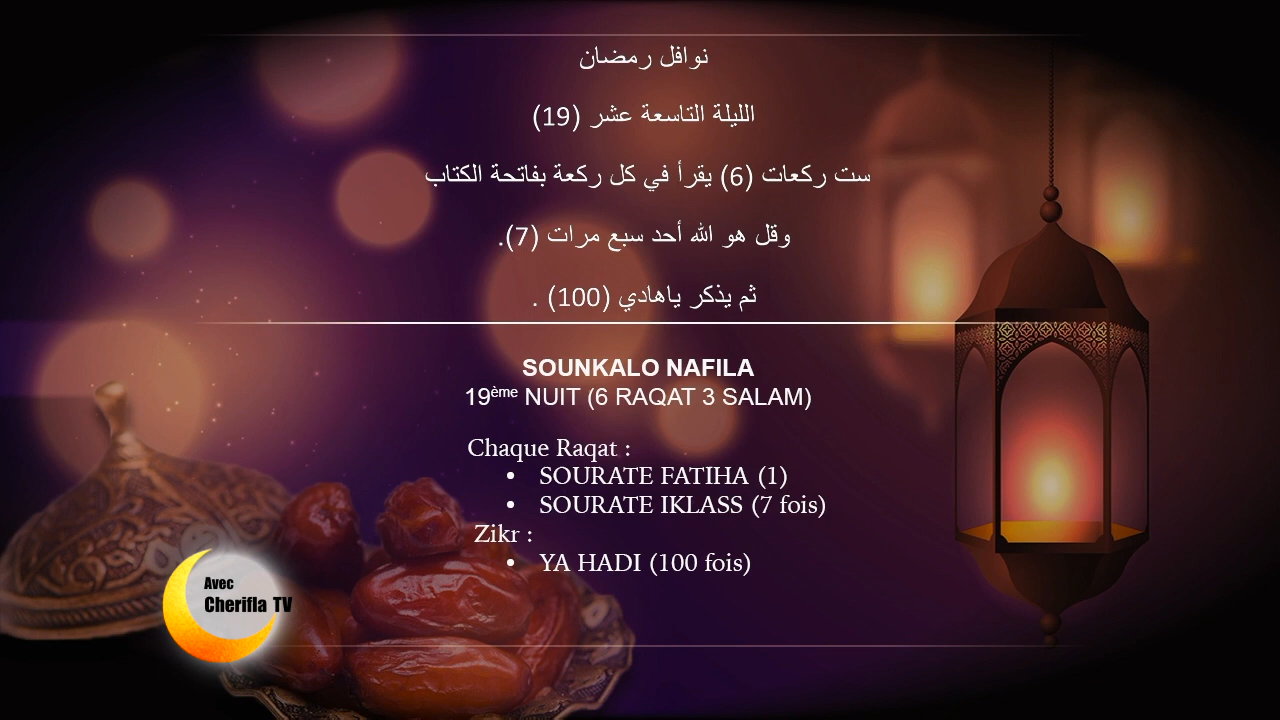 نوافل رمضان
الليلة التاسعة عشر (19)
ست ركعات (6) يقرأ في كل ركعة بفاتحة الكتاب
وقل هو الله أحد سبع مرات (7).
ثم يذكر ياهادي (100) .
SOUNKALO NAFILA
19ème NUIT (6 RAQAT 3 SALAM)
Chaque Raqat :
• SOURATE FATIHA (1)
• SOURATE IKLASS (7 fois)
Zikr :
• YA HADI (100 fois)
Avec
Cherifla TV